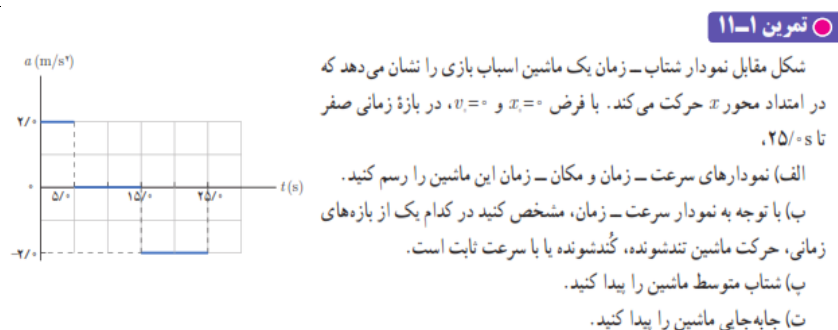 تمرین ۱ـ۱۱
شکل مقابل نمودار شتاب ـ زمان یک ماشین اسباب بازی را نشان می‌دهد که
در امتداد محور x حرکت می‌کند. با فرض x₀=۰ و v₀=۰، در بازهٔ زمانی صفر
تا ۲۵/۰s،
الف) نمودارهای سرعت ـ زمان و مکان ـ زمان این ماشین را رسم کنید.
ب) با توجه به نمودار سرعت ـ زمان، مشخص کنید در کدام یک از بازه‌های
زمانی، حرکت ماشین تندشونده، کُندشونده یا با سرعت ثابت است.
پ) شتاب متوسط ماشین را پیدا کنید.
ت) جابه‌جایی ماشین را پیدا کنید.
a (m/s²)
۲/۰
۰
۵/۰ ۱۵/۰ ۲۵/۰ t (s)
−۲/۰